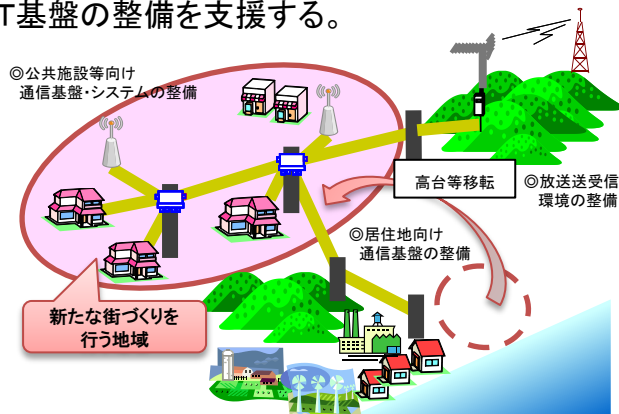 T基盤の整備を支援する。
◎公共施設等向け
通信基盤・システムの整備
高台等移転
◎放送送受信
環境の整備
◎居住地向け
通信基盤の整備
新たな街づくりを
行う地域